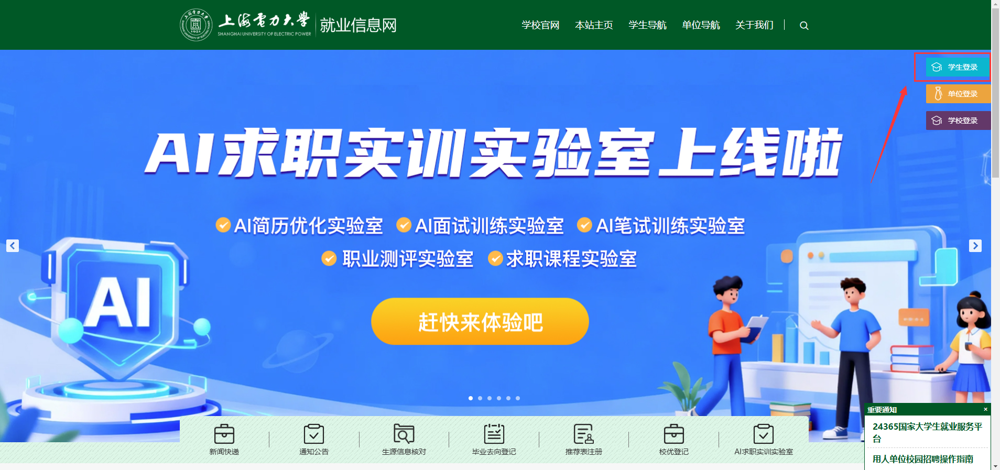 上海电力大学
SHANGHAI UNIVERSITY OF ELECTRIC POWER
1951
就业信息网
学校官网 本站主页 学生导航 单位导航 关于我们
学生登录
单位登录
学校登录
AI求职实训实验室上线啦
AI简历优化实验室 AI面试训练实验室 AI笔试训练实验室
职业测评实验室 求职课程实验室
赶快来体验吧
AI
新闻快递 通知公告 生源信息核对 毕业去向登记 推荐表注册 校优登记 AI求职实训实验室
重要通知 ×
24365国家大学生就业服务平
台
用人单位校园招聘操作指南